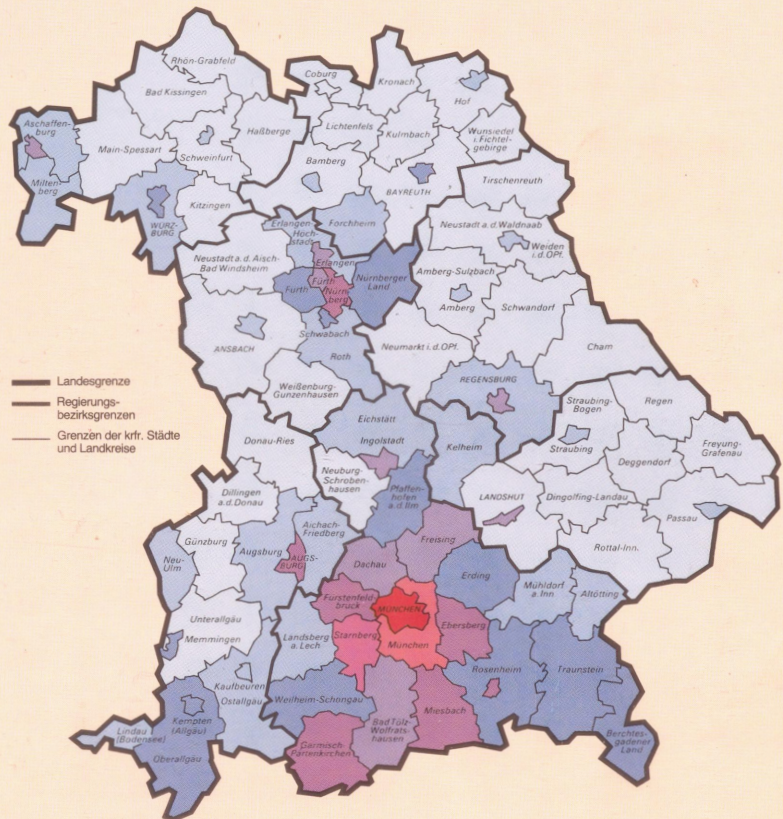 Rhön-Grabfeld
Bad Kissingen
Coburg
Kronach
Hof
Aschaffen-
burg
Main-Spessart
Schweinfurt
Haßberge
Lichtenfels
Kulmbach
Wunsiedel
i. Fichtel-
gebirge
Milten-
berg
Bamberg
BAYREUTH
Tirschenreuth
WÜRZ-
BURG
Kitzingen
Erlangen-
Höch-
stadt
Forchheim
Neustadt a.d.Waldnaab
Weiden
i.d.OPf.
Neustadt a.d. Aisch-
Bad Windsheim
Erlangen
Fürth
Fürth
Nürn-
berg
Nürnberger
Land
Amberg-Sulzbach
Amberg
Schwandorf
ANSBACH
Schwabach
Roth
Neumarkt i.d.OPf.
Cham
Landesgrenze
Regierungs-
bezirksgrenzen
Grenzen der krfr. Städte
und Landkreise
Weißenburg-
Gunzenhausen
REGENSBURG
Straubing-
Bogen
Regen
Eichstätt
Ingolstadt
Kelheim
Straubing
Deggendorf
Freyung-
Grafenau
Donau-Ries
Neuburg-
Schroben-
hausen
Pfaffen-
hofen
a.d. Ilm
LANDSHUT
Dingolfing-Landau
Passau
Dillingen
a.d.Donau
Rottal-Inn.
Günzburg
Augsburg
Aichach-
Friedberg
AUGS-
BURG
Neu-
Ulm
Dachau
Freising
Erding
Mühldorf
a.Inn
Altötting
Unterallgäu
Memmingen
Fürstenfeld-
bruck
MÜNCHEN
München
Ebersberg
Landsberg
a.Lech
Starnberg
Kaufbeuren
Ostallgäu
Weilheim-Schongau
Rosenheim
Traunstein
Kempten
(Allgäu)
Lindau
(Bodensee)
Oberallgäu
Garmisch-
Partenkirchen
Bad Tölz-
Wolfrats-
hausen
Miesbach
Berchtes-
gadener
Land